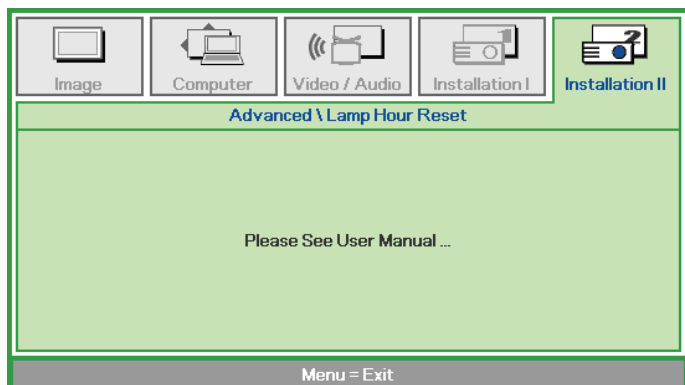 Image
Computer
Video / Audio
Installation I
Installation II
Advanced \ Lamp Hour Reset
Please See User Manual ...
Menu = Exit